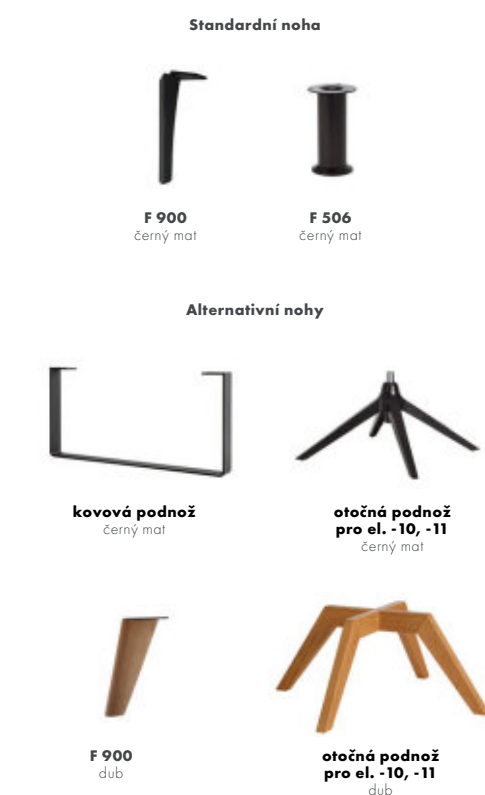 Standardní noha
F 900
černý mat
F 506
černý mat
Alternativní nohy
kovová podnož
černý mat
otočná podnož
pro el. -10, -11
černý mat
F 900
dub
otočná podnož
pro el. -10, -11
dub